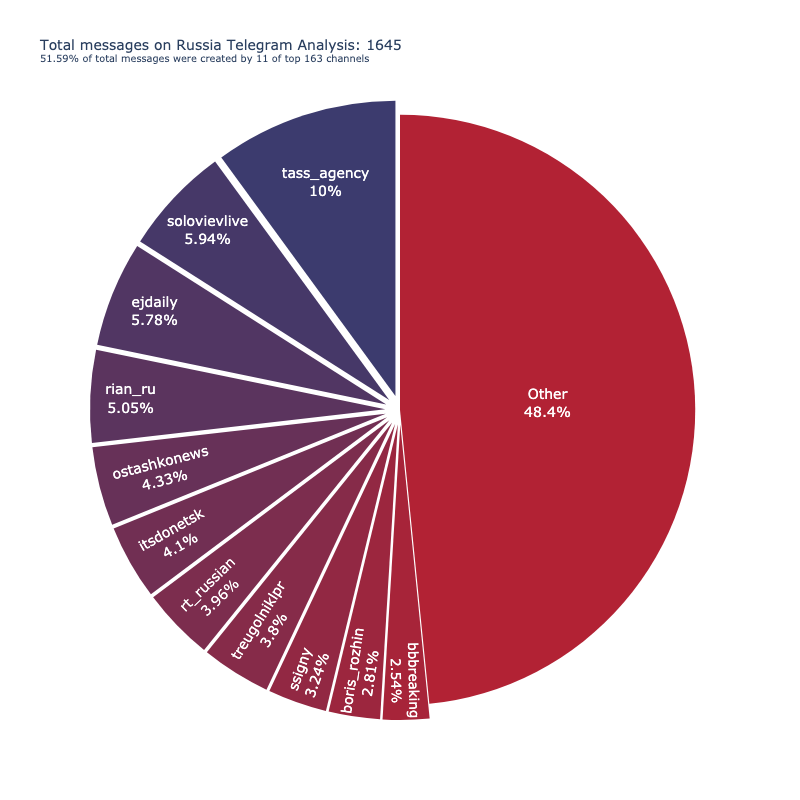 Total messages on Russia Telegram Analysis: 1645
51.59% of total messages were created by 11 of top 163 channels
tass_agency
10%
solovievlive
5.94%
ejdaily
5.78%
rian_ru
5.05%
ostashkonews
4.33%
itsdonetsk
4.1%
rt_russian
3.96%
treugolniklpr
3.8%
ssigny
3.24%
boris_rozhin
2.81%
bbbreaking
2.54%
Other
48.4%